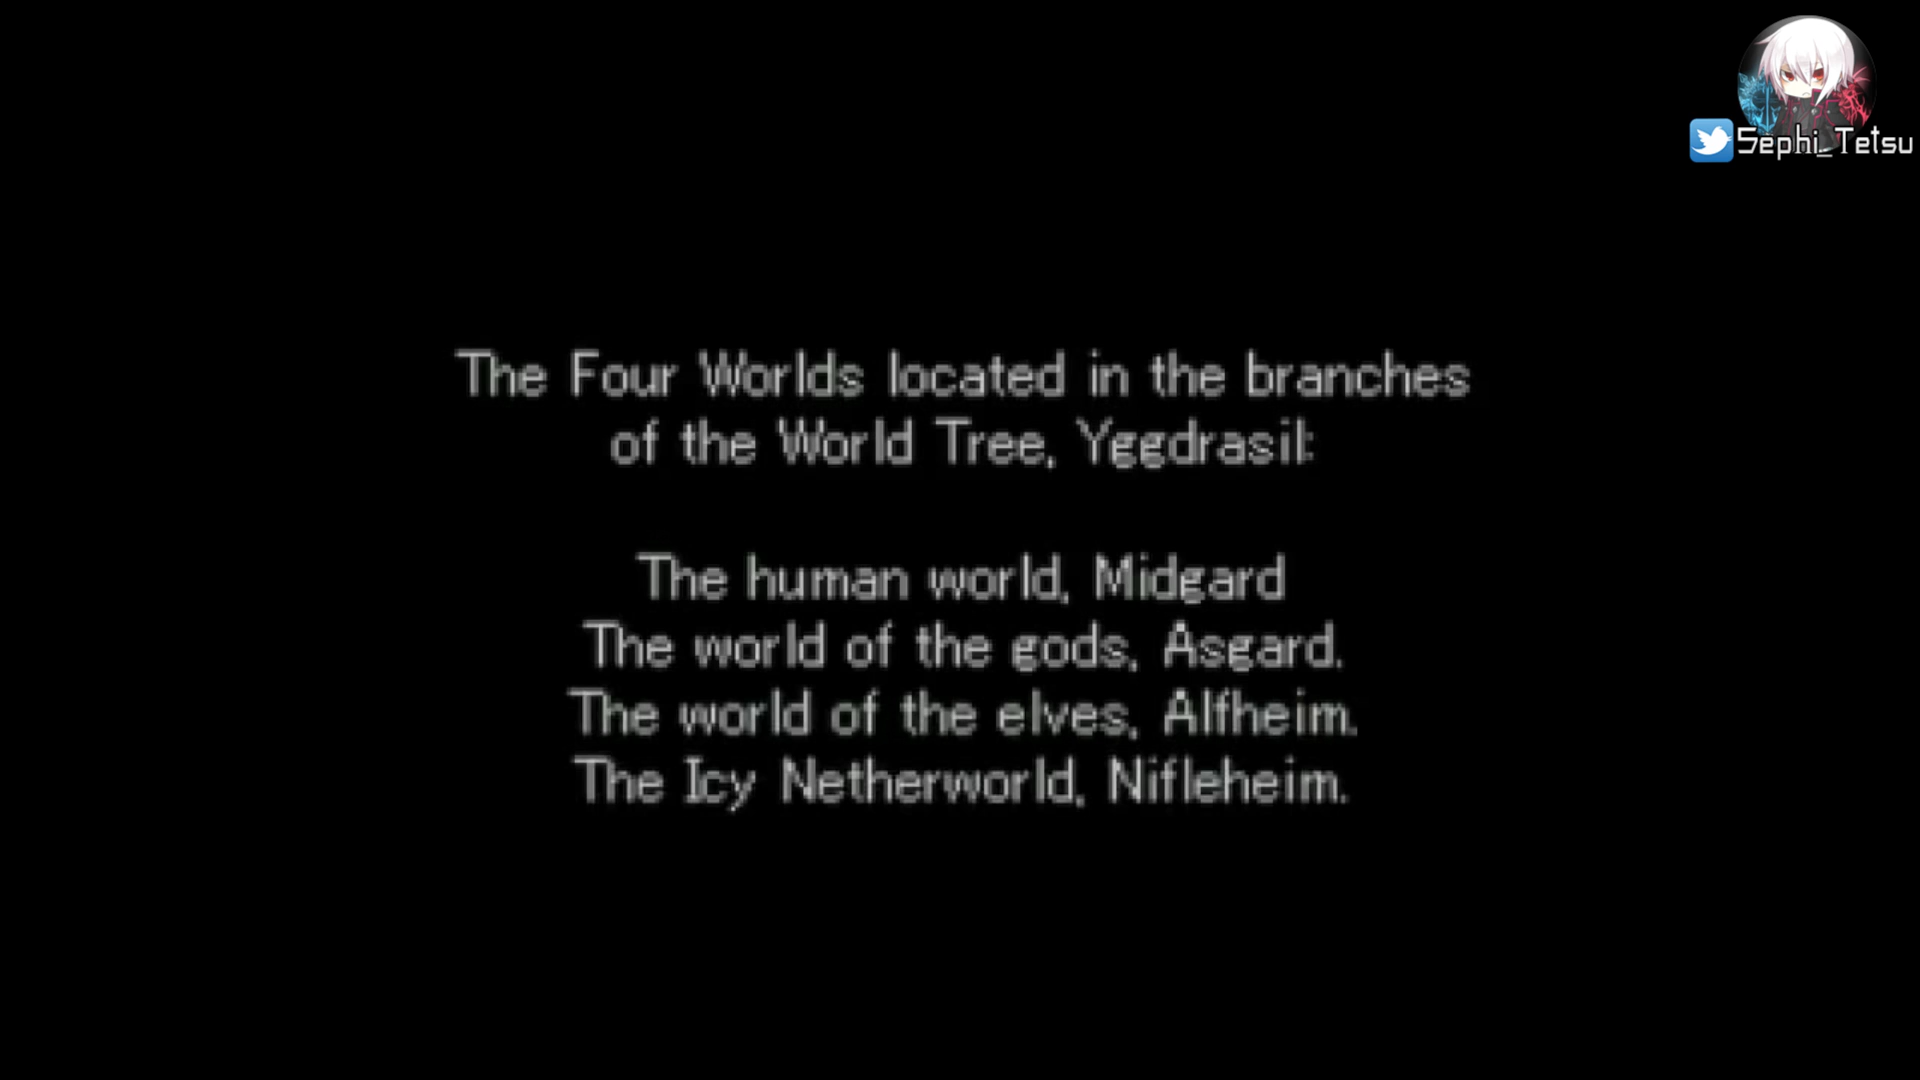 Sephi_Tetsu
The Four Worlds located in the branches
of the World Tree, Yggdrasil:
The human world, Midgard
The world of the gods, Asgard.
The world of the elves, Alfheim.
The Icy Netherworld, Nifleheim.